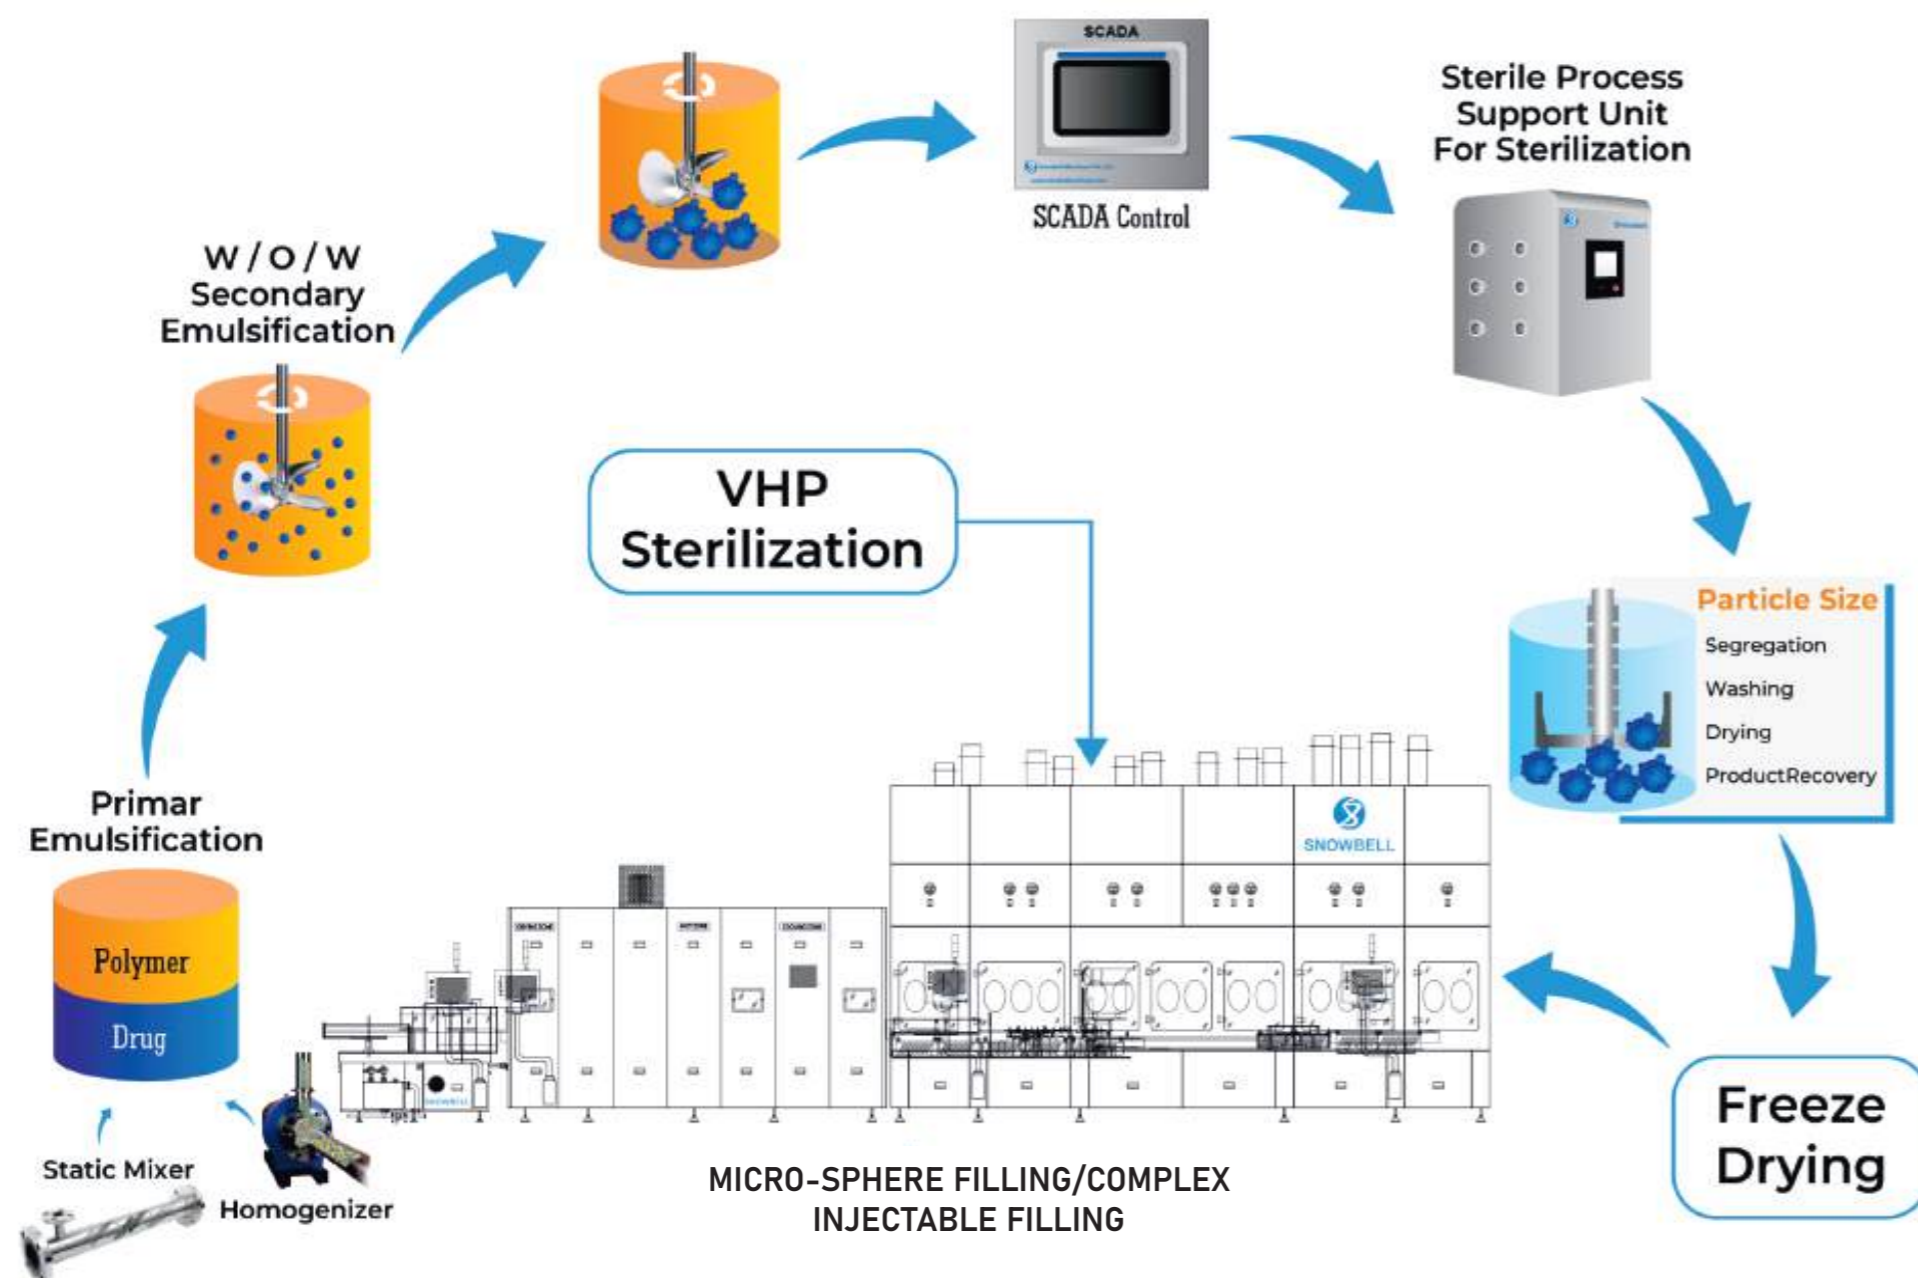 SCADA
SCADA Control
Sterile Process
Support Unit
For Sterilization
W / O / W
Secondary
Emulsification
VHP
Sterilization
Particle Size
Segregation
Washing
Drying
ProductRecovery
Primar
Emulsification
Polymer
Drug
Static Mixer
Homogenizer
SNOWBELL
SNOWBELL
Freeze
Drying
MICRO-SPHERE FILLING/COMPLEX
INJECTABLE FILLING